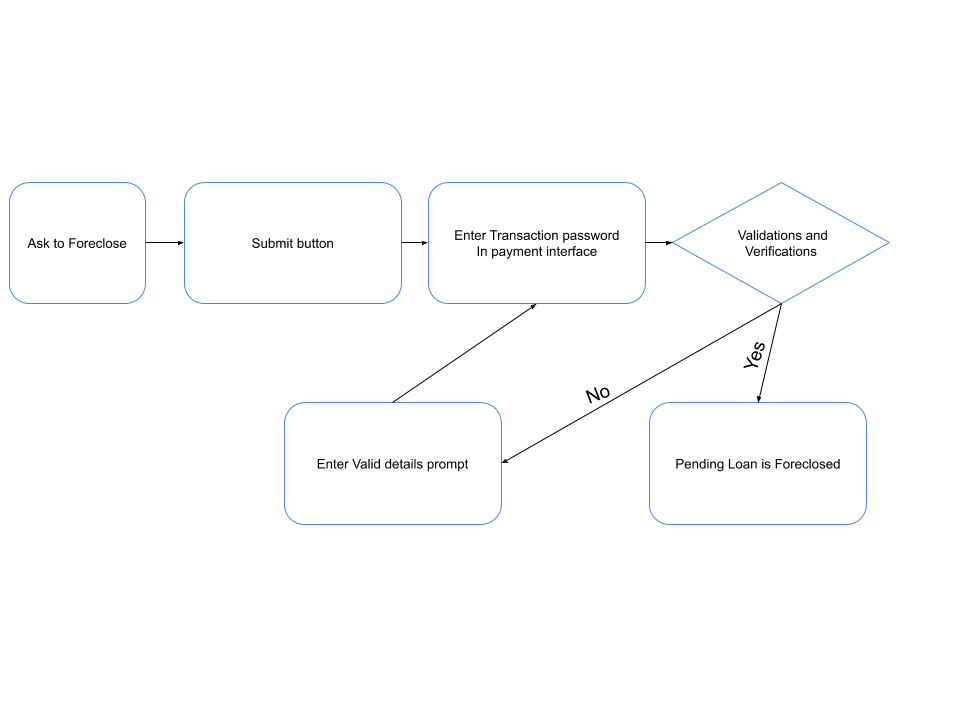 Ask to Foreclose
Submit button
Enter Transaction password
In payment interface
Validations and
Verifications
No
Yes
Enter Valid details prompt
Pending Loan is Foreclosed